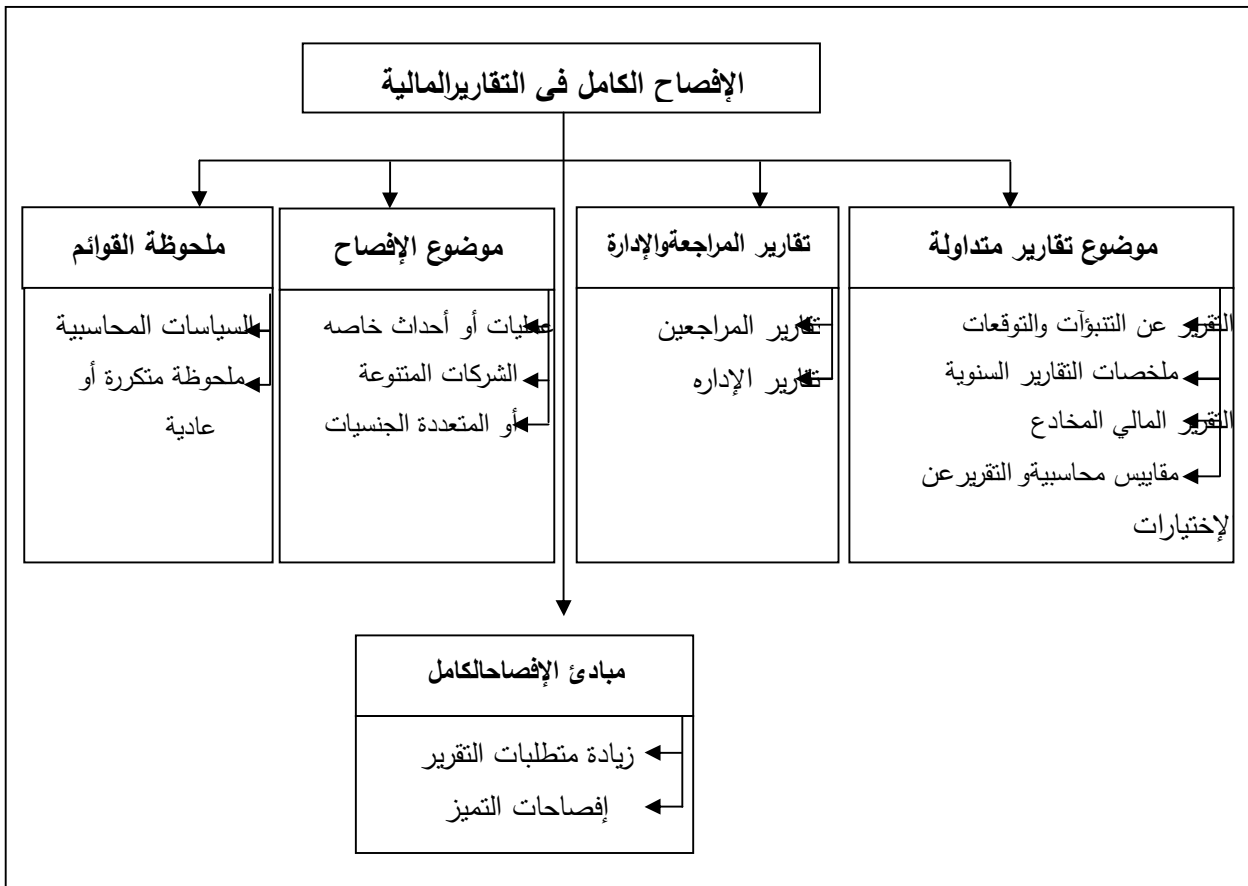 الإفصاح الكامل فى التقاريرالمالية
موضوع تقارير متداولة
التقرير عن التنبؤآت والتوقعات
ملخصات التقارير السنوية
التقرير المالي المخادع
مقاييس محاسبيةو التقريرعن
لإختيارات
تقارير المراجعةوالإدارة
تقارير المراجعين
تقارير الإداره
موضوع الإفصاح
عمليات أو أحداث خاصه
الشركات المتنوعة
أو المتعددة الجنسيات
ملحوظة القوائم
السياسات المحاسبية
ملحوظة متكررة أو
عادية
مبادئ الإفصاحالكامل
زيادة متطلبات التقرير
إفصاحات التميز